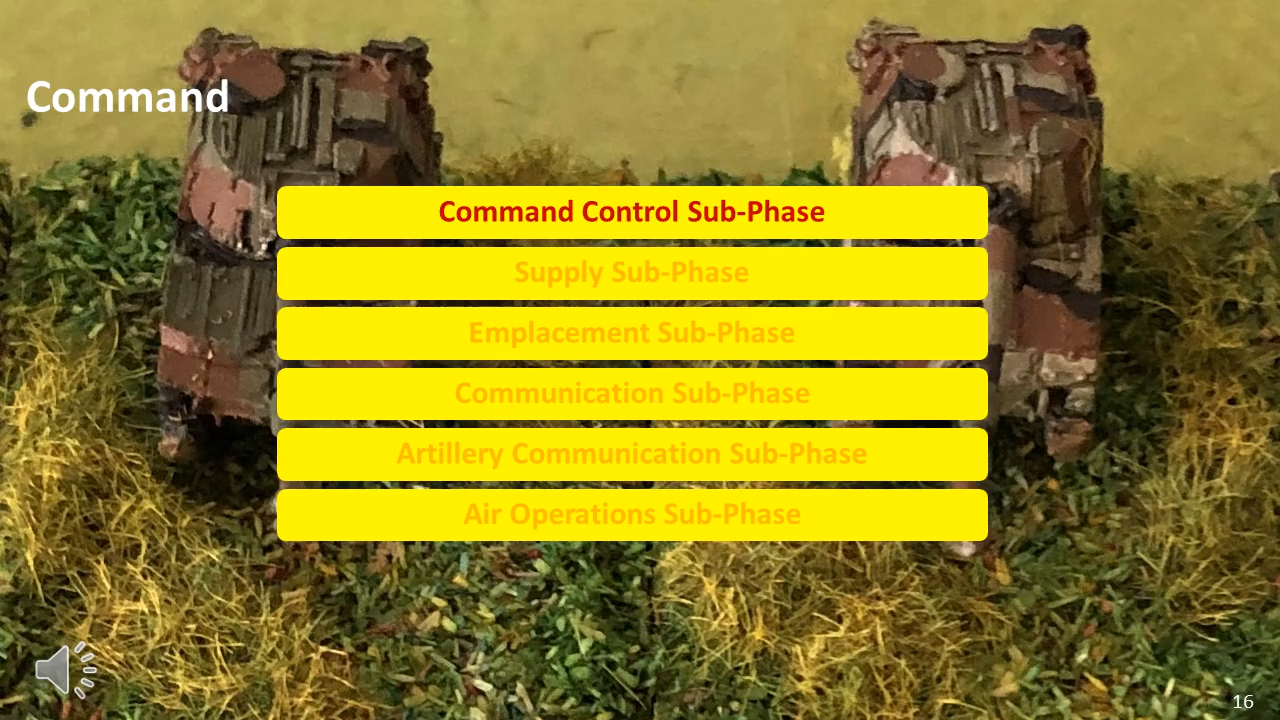 Command
Command Control Sub-Phase
Supply Sub-Phase
Emplacement Sub-Phase
Communication Sub-Phase
Artillery Communication Sub-Phase
Air Operations Sub-Phase
16